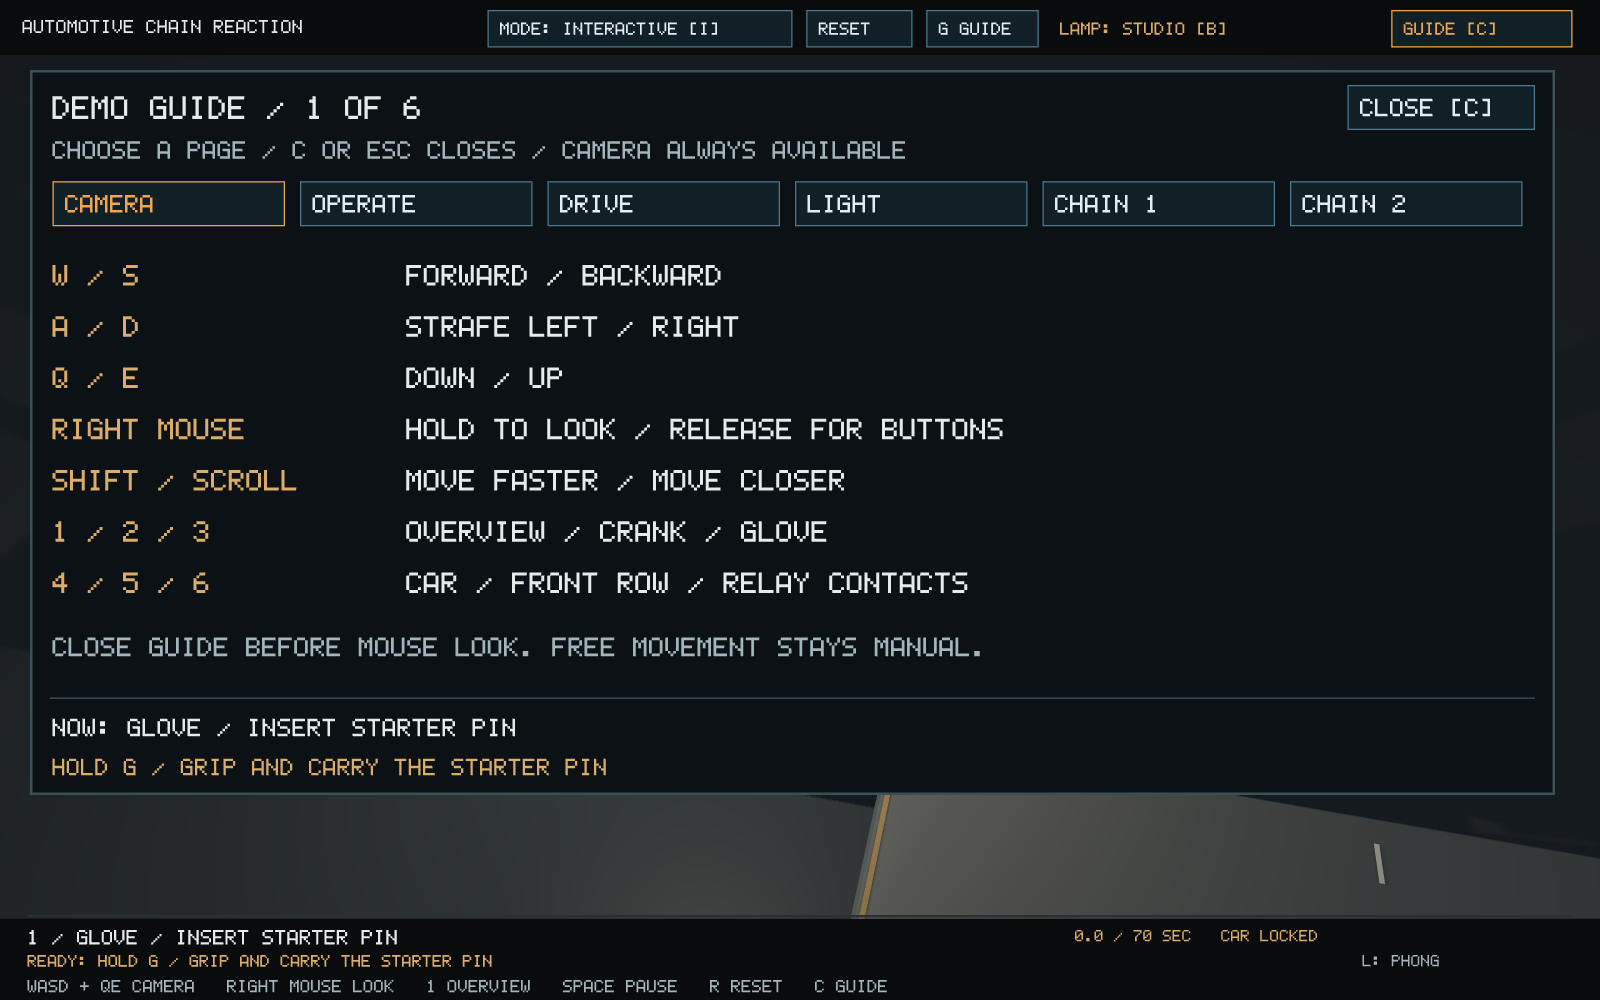 AUTOMOTIVE CHAIN REACTION
MODE: INTERACTIVE [I]
RESET
G GUIDE
LAMP: STUDIO [B]
GUIDE [C]
DEMO GUIDE / 1 OF 6
CLOSE [C]
CHOOSE A PAGE / C OR ESC CLOSES / CAMERA ALWAYS AVAILABLE
CAMERA
OPERATE
DRIVE
LIGHT
CHAIN 1
CHAIN 2
W / S FORWARD / BACKWARD
A / D STRAFE LEFT / RIGHT
Q / E DOWN / UP
RIGHT MOUSE HOLD TO LOOK / RELEASE FOR BUTTONS
SHIFT / SCROLL MOVE FASTER / MOVE CLOSER
1 / 2 / 3 OVERVIEW / CRANK / GLOVE
4 / 5 / 6 CAR / FRONT ROW / RELAY CONTACTS
CLOSE GUIDE BEFORE MOUSE LOOK. FREE MOVEMENT STAYS MANUAL.
NOW: GLOVE / INSERT STARTER PIN
HOLD G / GRIP AND CARRY THE STARTER PIN
1 / GLOVE / INSERT STARTER PIN
0.0 / 70 SEC CAR LOCKED
READY: HOLD G / GRIP AND CARRY THE STARTER PIN
L: PHONG
WASD + QE CAMERA RIGHT MOUSE LOOK 1 OVERVIEW SPACE PAUSE R RESET C GUIDE